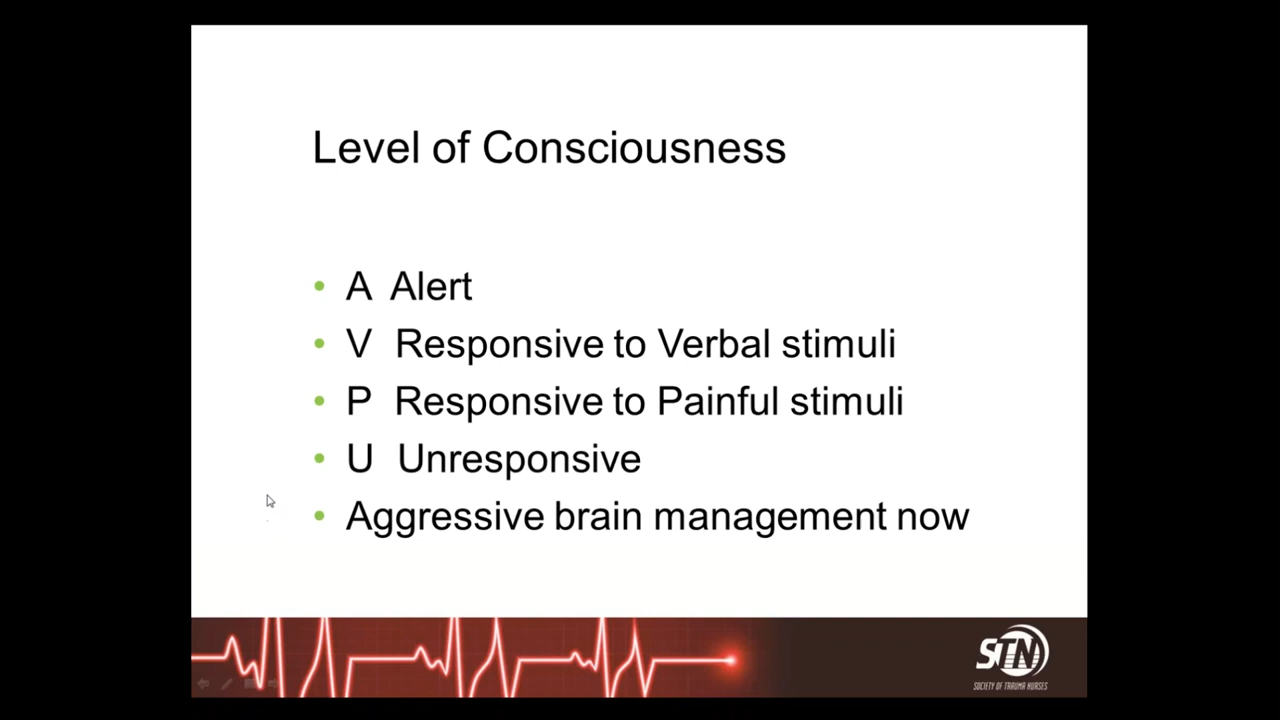 Level of Consciousness
• A Alert
• V Responsive to Verbal stimuli
• P Responsive to Painful stimuli
• U Unresponsive
• Aggressive brain management now
STN
SOCIETY OF TRAUMA NURSES